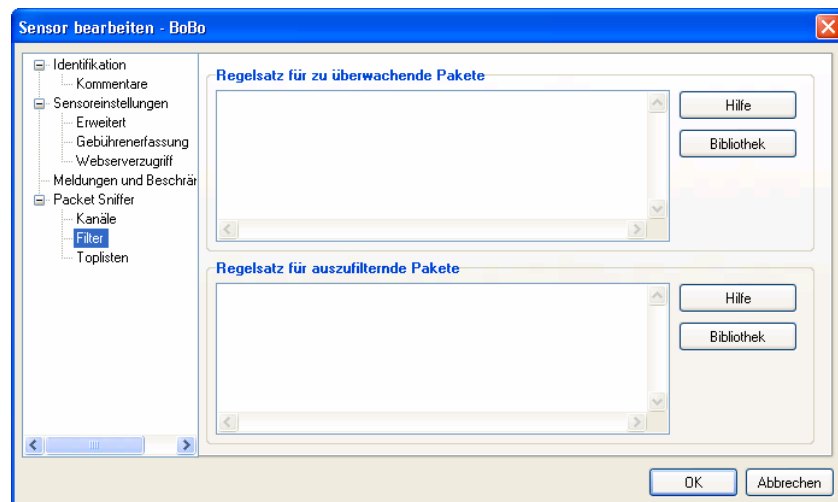 Sensor bearbeiten - BoBo
Identifikation
Kommentare
Sensoreinstellungen
Erweitert
Gebührenerfassung
Webserverzugriff
Meldungen und Beschrär
Packet Sniffer
Kanäle
Filter
Toplisten
Regelsatz für zu überwachende Pakete
Hilfe
Bibliothek
Regelsatz für auszufilternde Pakete
Hilfe
Bibliothek
OK
Abbrechen